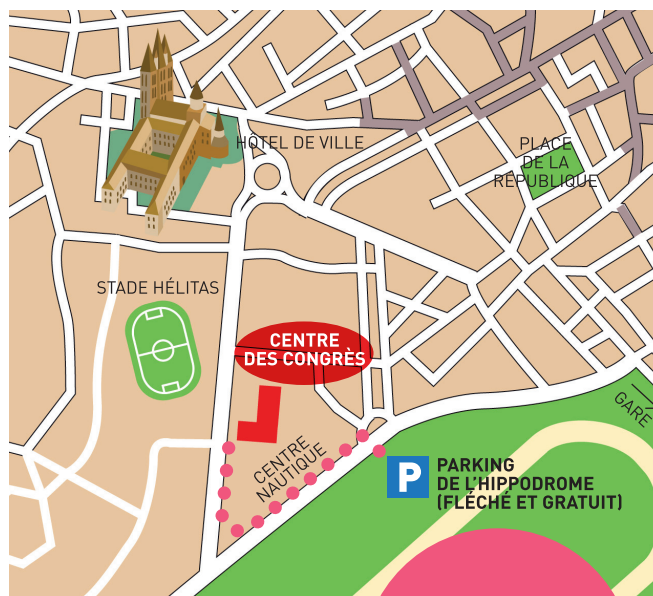 HÔTEL DE VILLE
PLACE
DE LA
RÉPUBLIQUE
STADE HÉLITAS
CENTRE
DES CONGRÈS
GARE
CENTRE
NAUTIQUE
P
PARKING
DE L'HIPPODROME
(FLÉCHÉ ET GRATUIT)